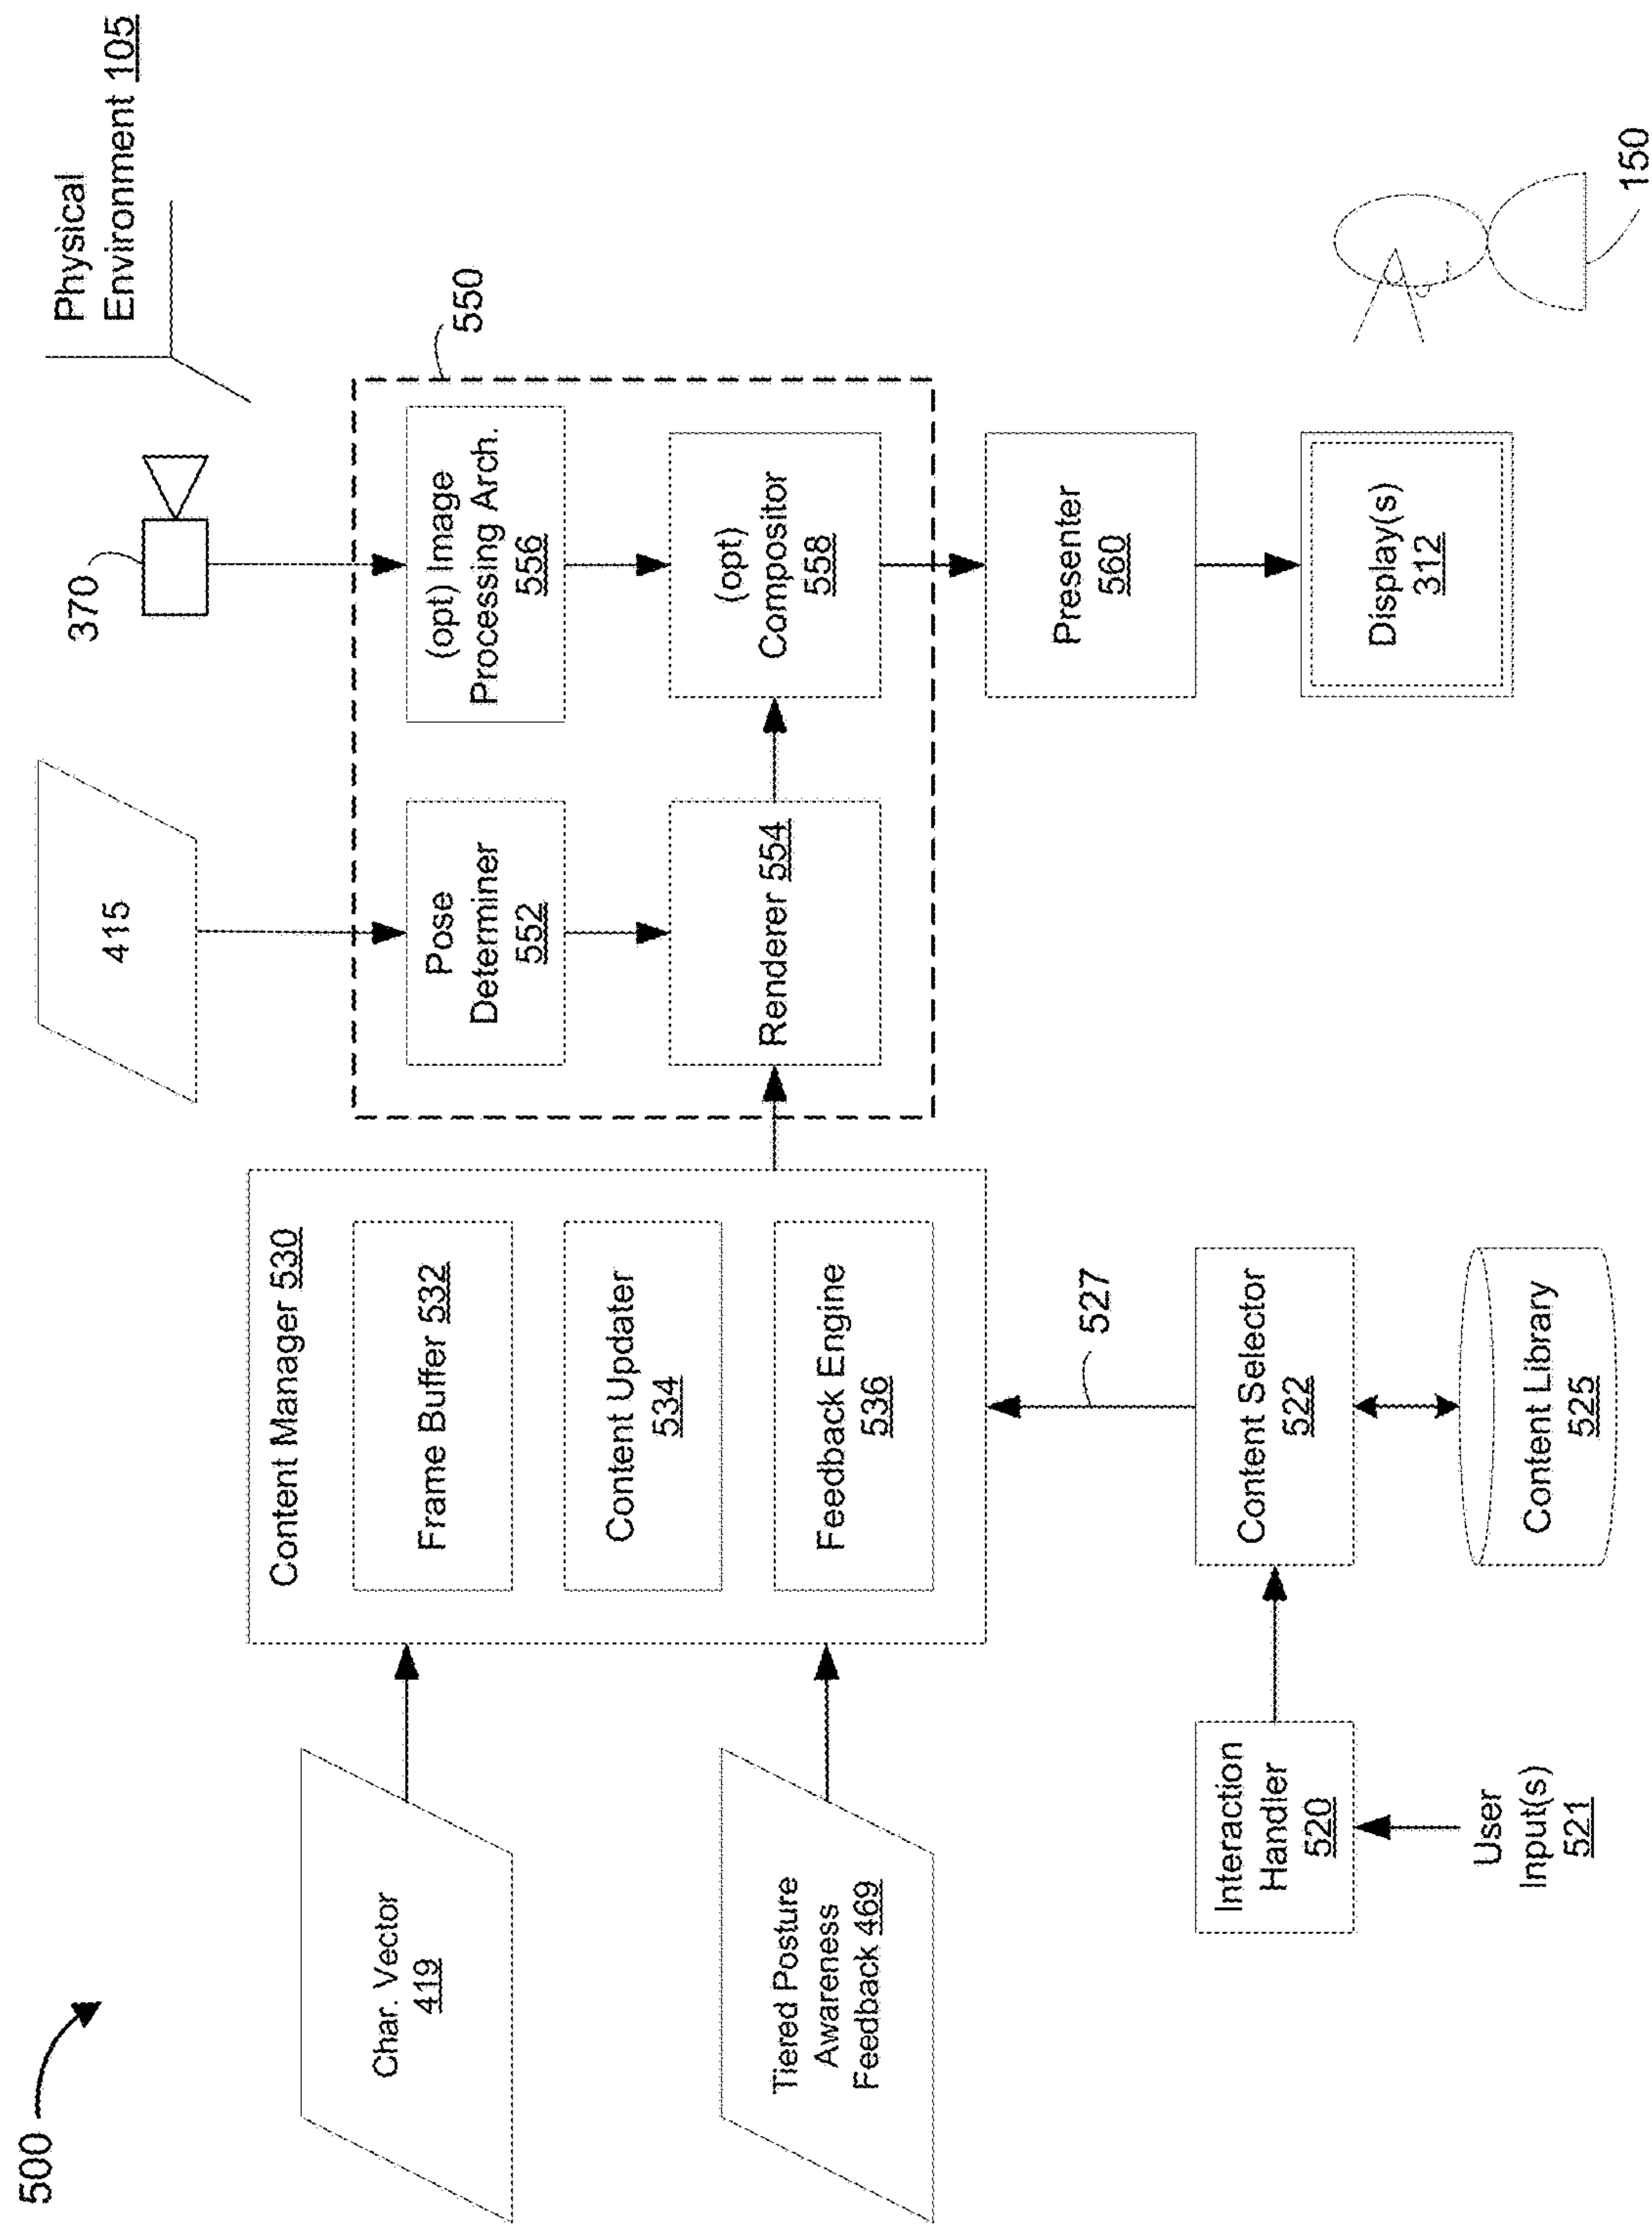 500
Char. Vector
419
Tiered Posture
Awareness
Feedback 469
Content Manager 530
Frame Buffer 532
Content Updater
534
Feedback Engine
536
527
Interaction
Handler
520
User
Input(s)
521
Content Selector
522
Content Library
525
415
370
Physical
Environment 105
550
Pose
Determiner
552
(opt) Image
Processing Arch.
556
Renderer 554
(opt)
Compositor
558
Presenter
560
Display(s)
312
150